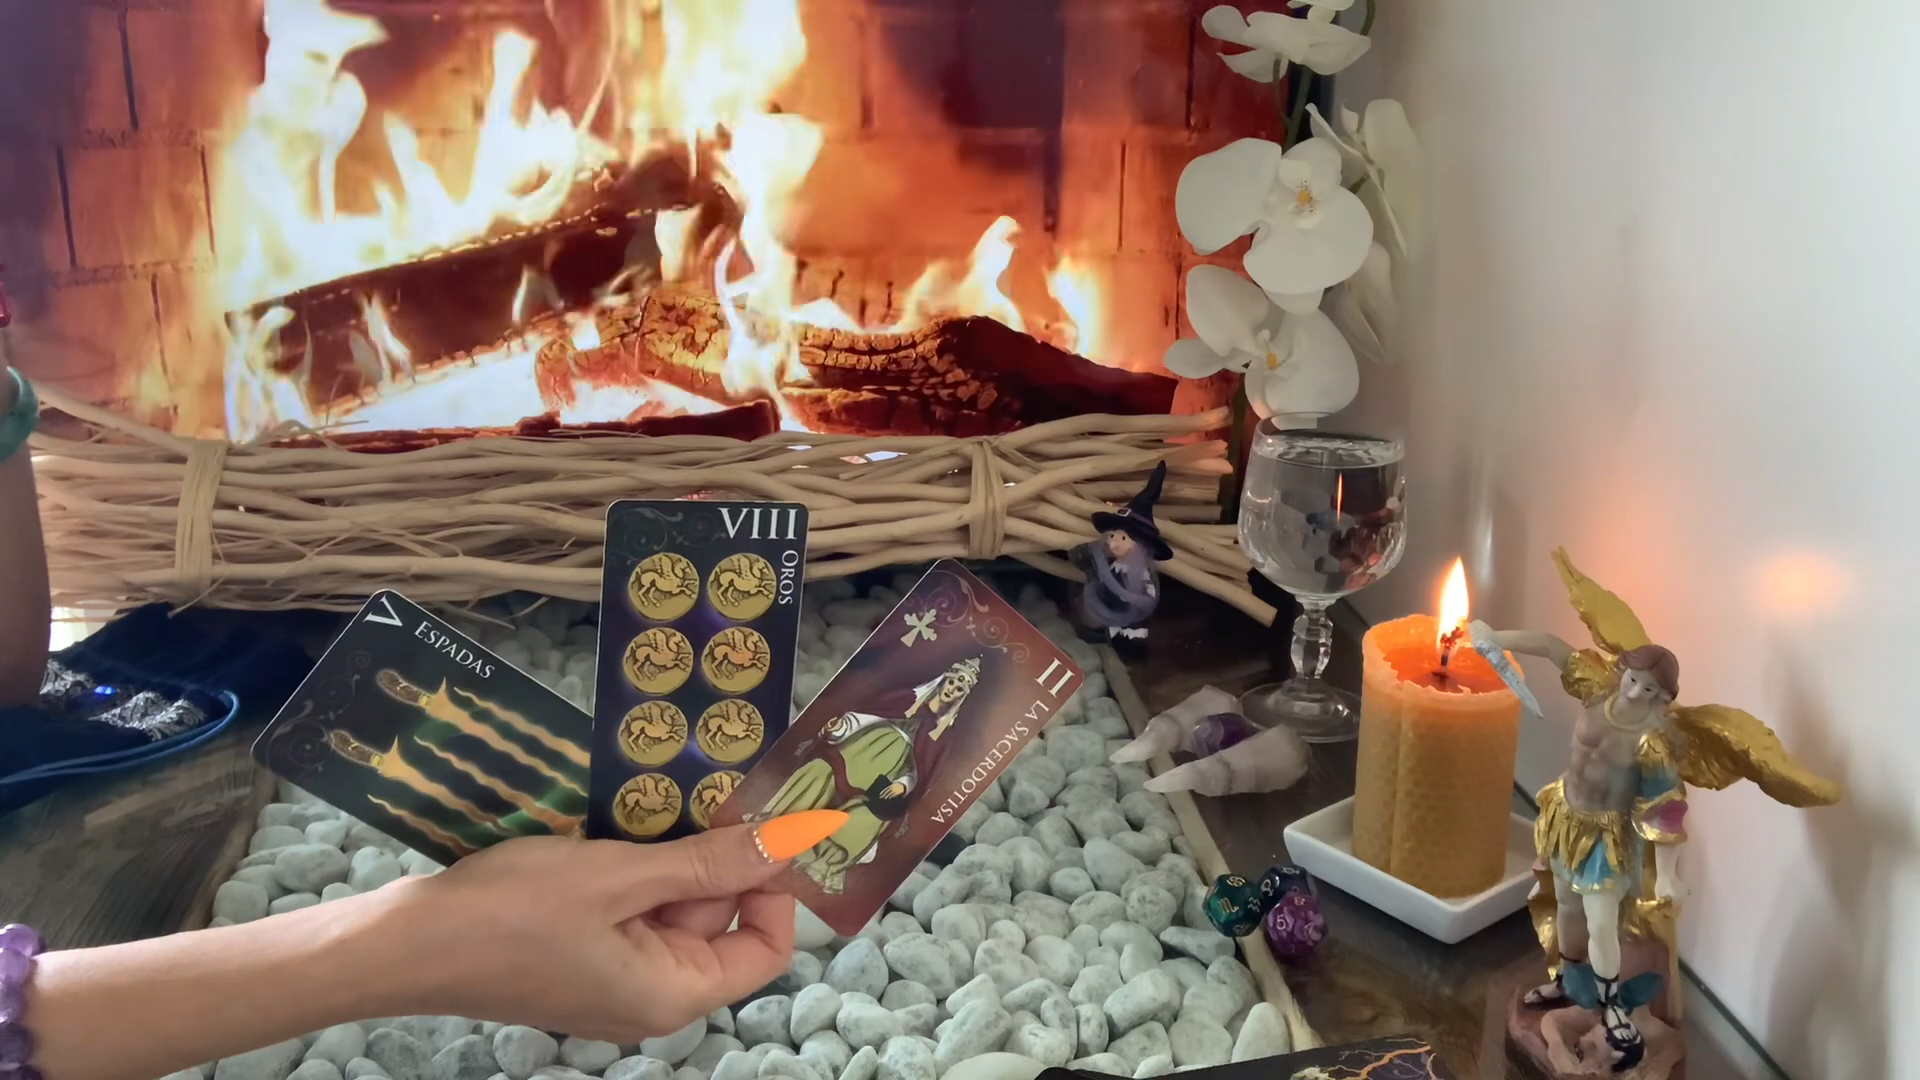 V
ESPADAS
VIII
OROS
II
LA SACERDOTISA